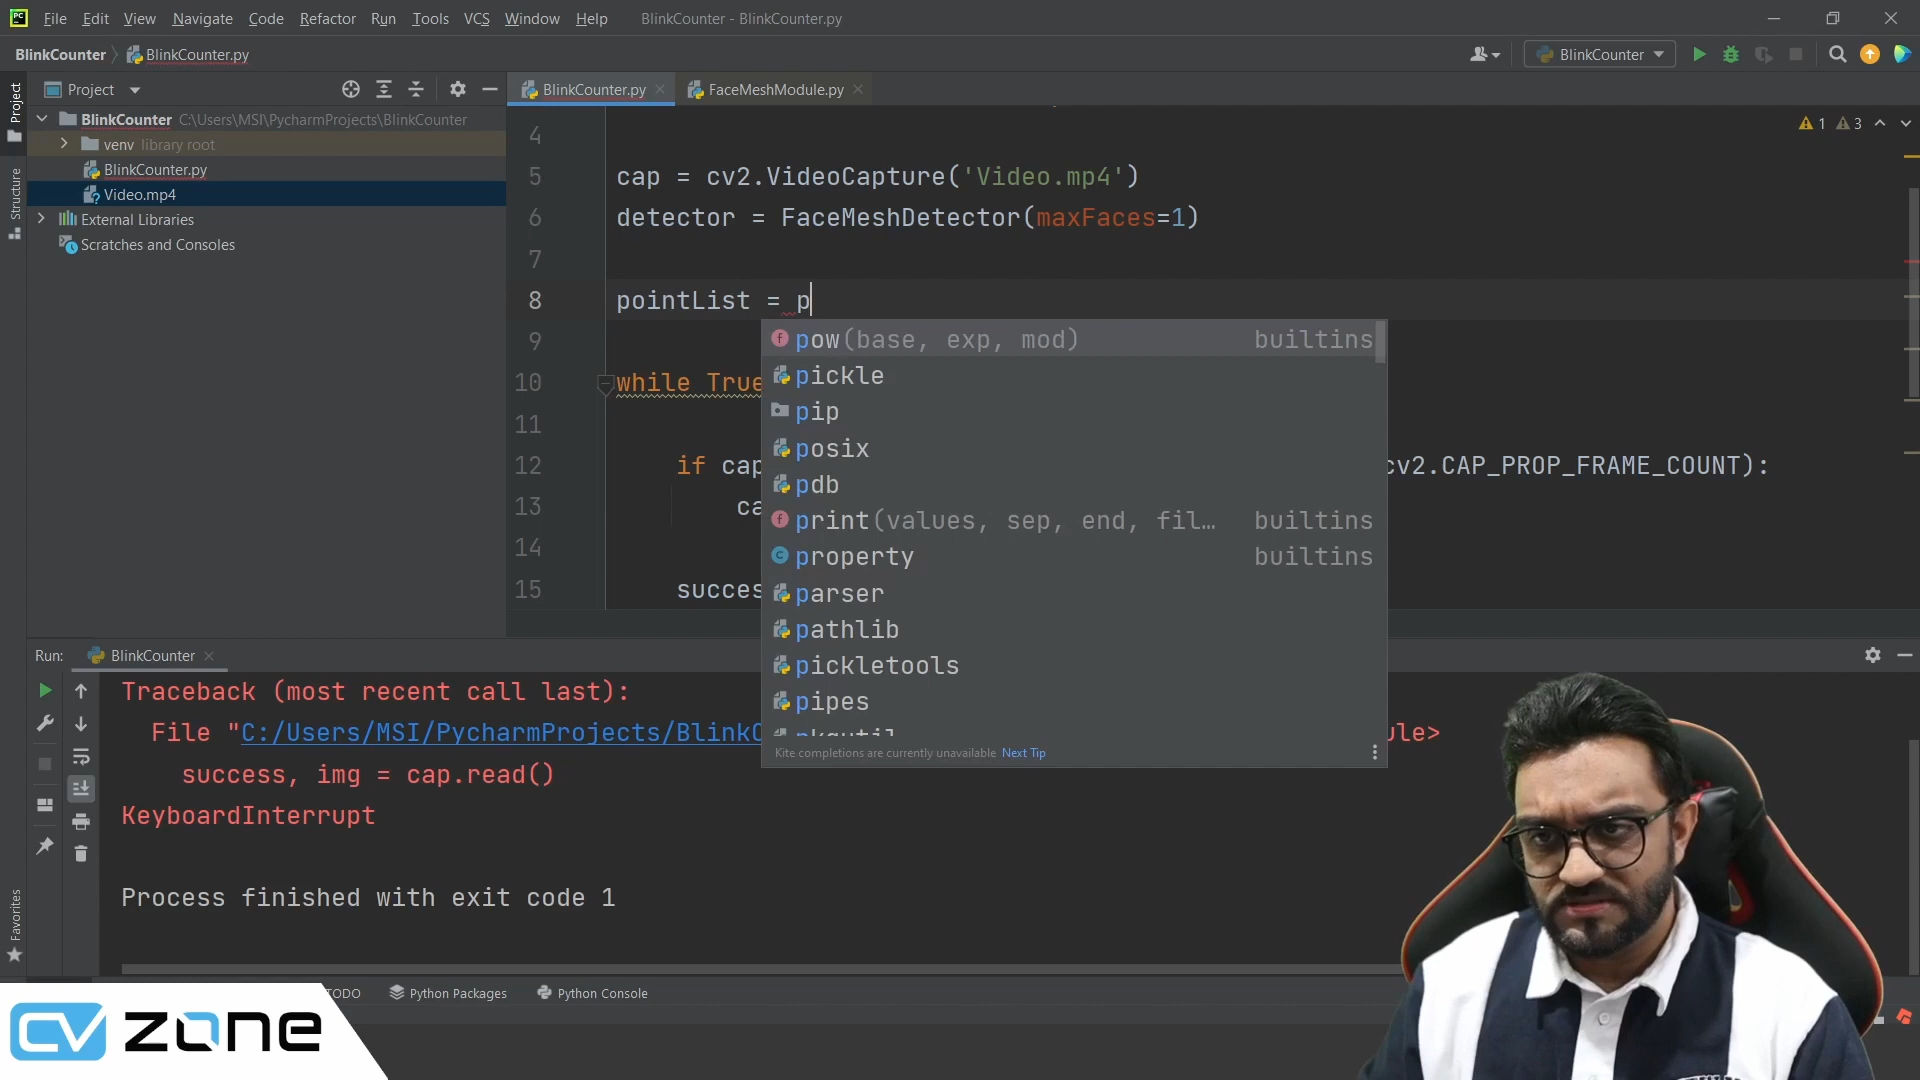 File Edit View Navigate Code Refactor Run Tools VCS Window Help BlinkCounter - BlinkCounter.py
BlinkCounter BlinkCounter.py
BlinkCounter
Project
BlinkCounter.py
FaceMeshModule.py
BlinkCounter C:\Users\MSI\PycharmProjects\BlinkCounter
venv library root
BlinkCounter.py
Video.mp4
External Libraries
Scratches and Consoles
Project
Structure
Favorites
1 3
4
5 cap = cv2.VideoCapture('Video.mp4')
6 detector = FaceMeshDetector(maxFaces=1)
7
8 pointList = p
9
10 while True
11
12 if cap cv2.CAP_PROP_FRAME_COUNT):
13 ca
14
15 succes
pow(base, exp, mod) builtins
pickle
pip
posix
pdb
print(values, sep, end, fil… builtins
property builtins
parser
pathlib
pickletools
pipes
pkgutil
Kite completions are currently unavailable Next Tip
Run: BlinkCounter
Traceback (most recent call last):
File "C:/Users/MSI/PycharmProjects/BlinkC ule>
success, img = cap.read()
KeyboardInterrupt
Process finished with exit code 1
TODO Python Packages Python Console
CV zone